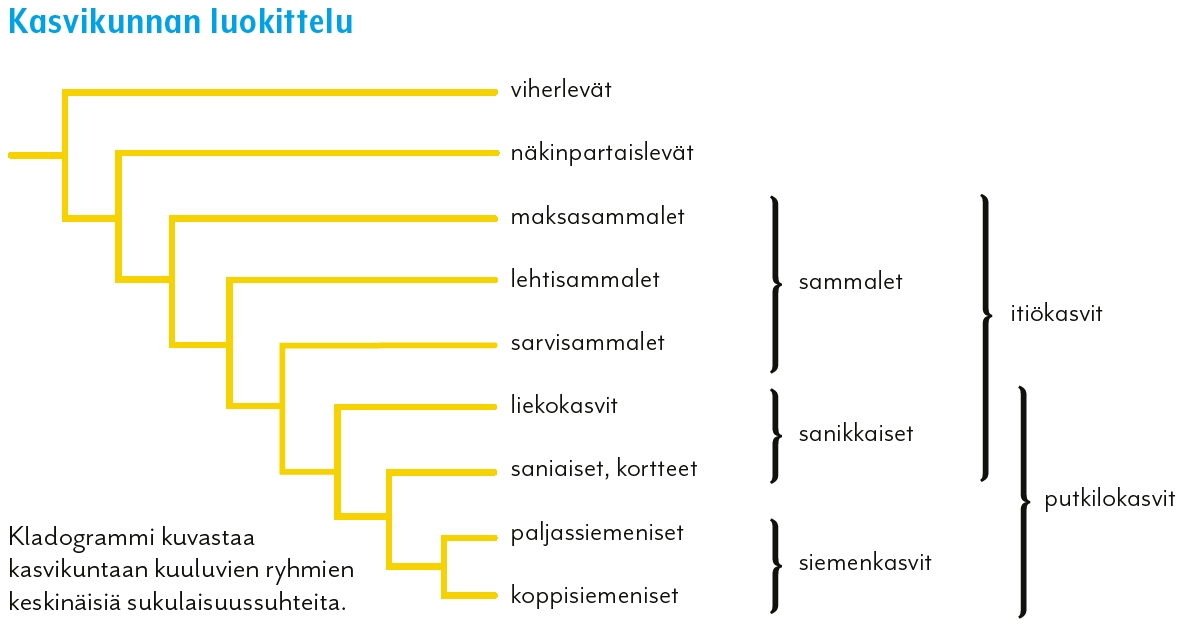 Kasvikunnan luokittelu
viherlevät
näkinpartaislevät
maksasammalet
lehtisammalet
sammalet
itiökasvit
sarvisammalet
liekokasvit
sanikkaiset
saniaiset, kortteet
putkilokasvit
paljassiemeniset
siemenkasvit
koppisiemeniset
Kladogrammi kuvastaa
kasvikuntaan kuuluvien ryhmien
keskinäisiä sukulaisuussuhteita.